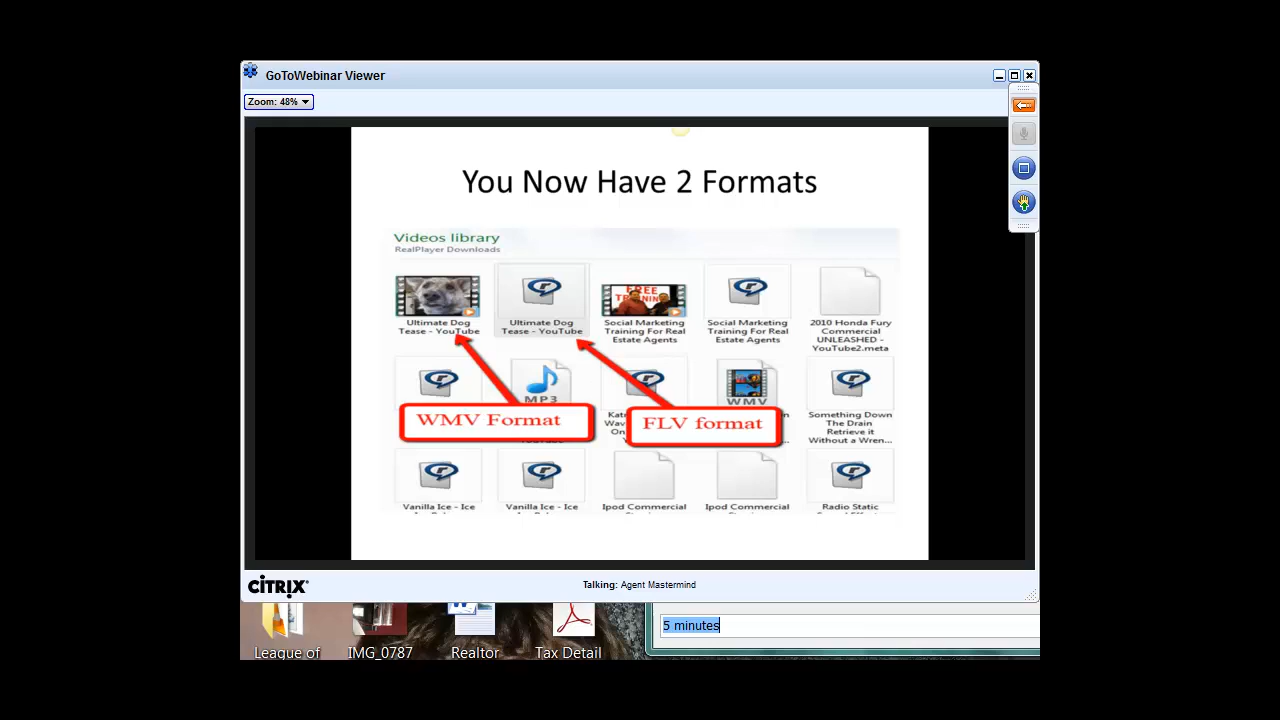 GoToWebinar Viewer
Zoom: 48%
You Now Have 2 Formats
Videos library
RealPlayer Downloads
Ultimate Dog
Tease - YouTube
Ultimate Dog
Tease - YouTube
FREE
TRAINING
Social Marketing
Training For Real
Estate Agents
Social Marketing
Training For Real
Estate Agents
2010 Honda Fury
Commercial
UNLEASHED -
YouTube2.meta
MP3
WMV
WMV Format
FLV format
Something Down
The Drain
Retrieve it
Without a Wren...
Vanilla Ice - Ice
Vanilla Ice - Ice
Ipod Commercial
Ipod Commercial
Radio Static
CITRIX
Talking: Agent Mastermind
5 minutes
League of
IMG_0787
Realtor
Tax Detail